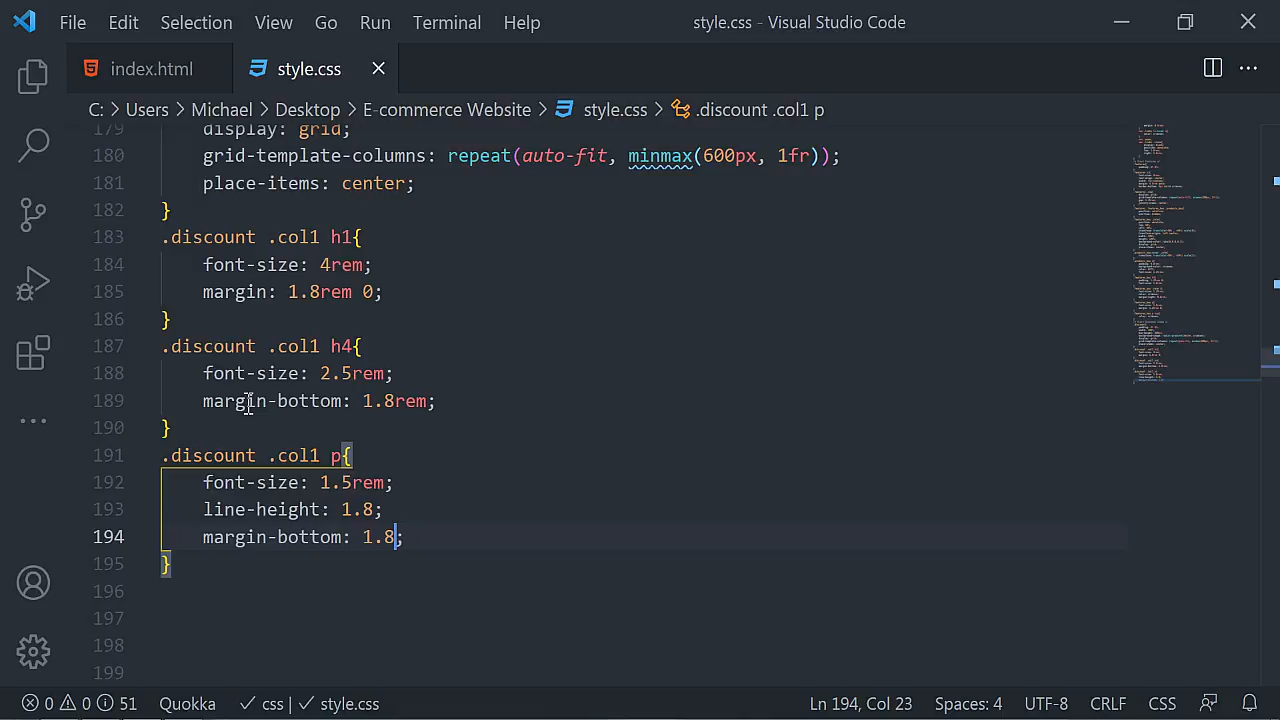 File Edit Selection View Go Run Terminal Help style.css - Visual Studio Code
index.html style.css
C: > Users > Michael > Desktop > E-commerce Website > style.css > .discount .col1 p
179 display: grid;
180 grid-template-columns: repeat(auto-fit, minmax(600px, 1fr));
181 place-items: center;
182 }
183 .discount .col1 h1{
184 font-size: 4rem;
185 margin: 1.8rem 0;
186 }
187 .discount .col1 h4{
188 font-size: 2.5rem;
189 margin-bottom: 1.8rem;
190 }
191 .discount .col1 p{
192 font-size: 1.5rem;
193 line-height: 1.8;
194 margin-bottom: 1.8;
195 }
196
197
198
199
0 0 51 Quokka css | style.css Ln 194, Col 23 Spaces: 4 UTF-8 CRLF CSS